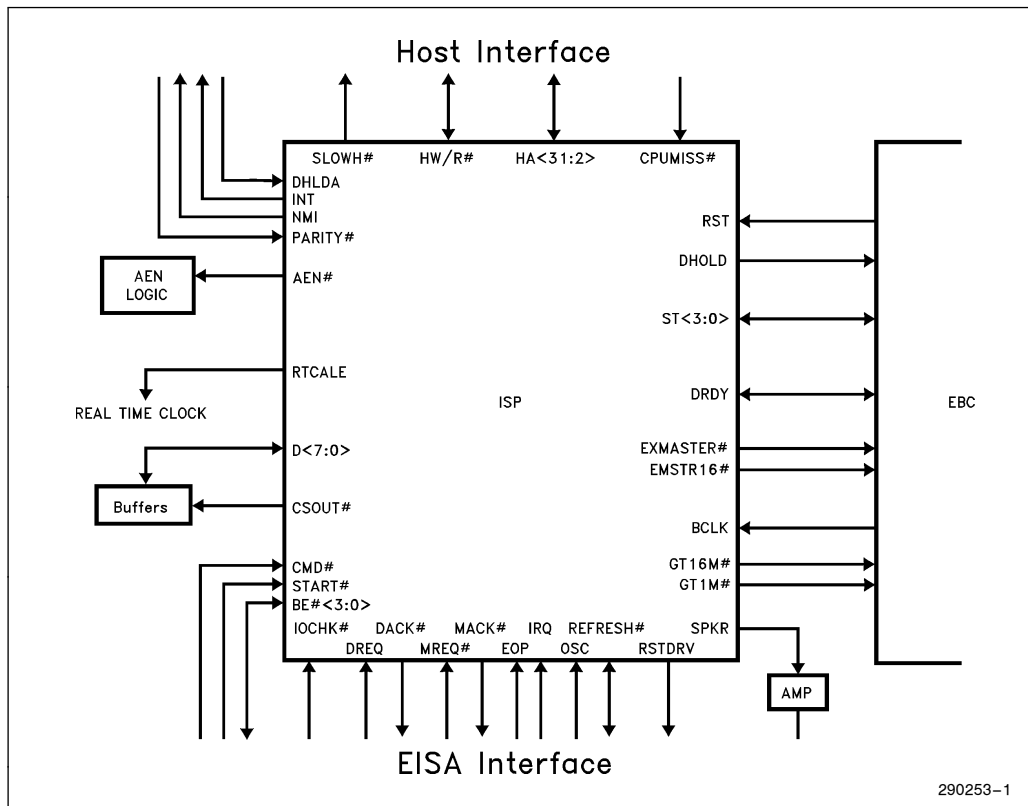 Host Interface
SLOWH#
HW/R#
HA<31:2>
CPUMISS#
DHLDA
INT
NMI
PARITY#
AEN#
AEN
LOGIC
RTCALE
REAL TIME CLOCK
D<7:0>
Buffers
CSOUT#
CMD#
START#
BE#<3:0>
ISP
RST
DHOLD
ST<3:0>
DRDY
EXMASTER#
EMSTR16#
BCLK
GT16M#
GT1M#
SPKR
EBC
AMP
IOCHK#
DACK#
MACK#
IRQ
REFRESH#
DREQ
MREQ#
EOP
OSC
RSTDRV
EISA Interface
290253-1